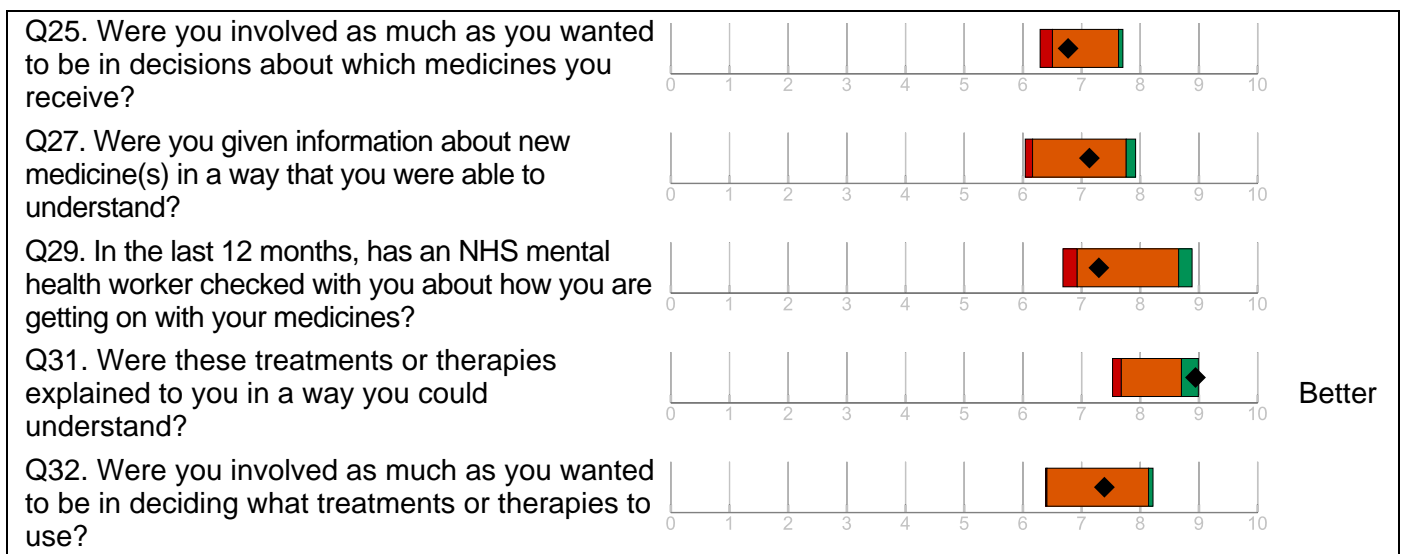 Q25. Were you involved as much as you wanted
to be in decisions about which medicines you
receive?
0 1 2 3 4 5 6 7 8 9 10
Q27. Were you given information about new
medicine(s) in a way that you were able to
understand?
0 1 2 3 4 5 6 7 8 9 10
Q29. In the last 12 months, has an NHS mental
health worker checked with you about how you are
getting on with your medicines?
0 1 2 3 4 5 6 7 8 9 10
Q31. Were these treatments or therapies
explained to you in a way you could
understand?
0 1 2 3 4 5 6 7 8 9 10
Better
Q32. Were you involved as much as you wanted
to be in deciding what treatments or therapies to
use?
0 1 2 3 4 5 6 7 8 9 10